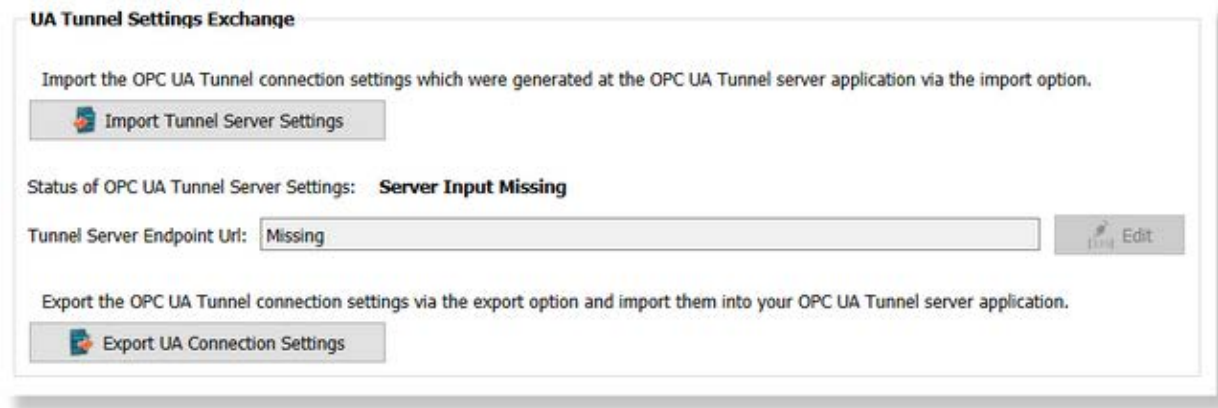 UA Tunnel Settings Exchange
Import the OPC UA Tunnel connection settings which were generated at the OPC UA Tunnel server application via the import option.
Import Tunnel Server Settings
Status of OPC UA Tunnel Server Settings: Server Input Missing
Tunnel Server Endpoint Url: Missing Edit
Export the OPC UA Tunnel connection settings via the export option and import them into your OPC UA Tunnel server application.
Export UA Connection Settings